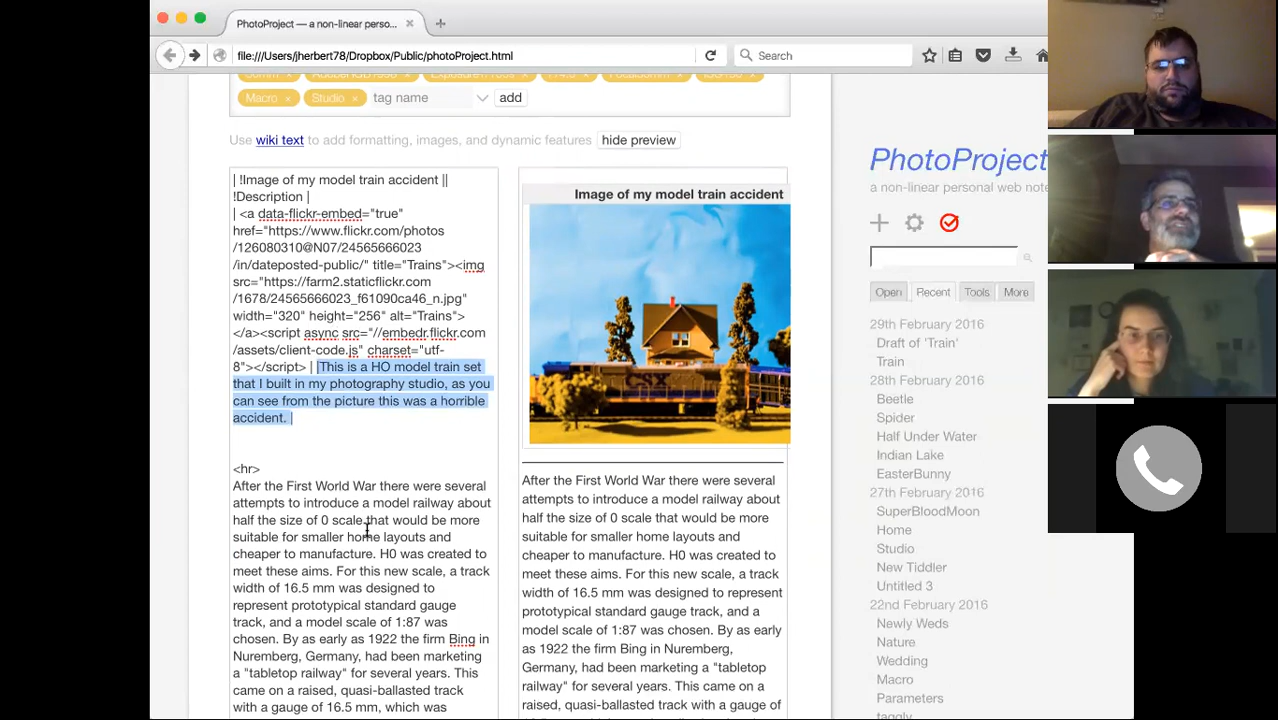 PhotoProject — a non-linear perso...
file:///Users/jherbert78/Dropbox/Public/photoProject.html
Search
Macro × Studio × tag name add
Use wiki text to add formatting, images, and dynamic features hide preview
| !Image of my model train accident ||
!Description |
| <a data-flickr-embed="true"
href="https://www.flickr.com/photos
/126080310@N07/24565666023
/in/dateposted-public/" title="Trains"><img
src="https://farm2.staticflickr.com
/1678/24565666023_f61090ca46_n.jpg"
width="320" height="256" alt="Trains">
</a><script async src="//embedr.flickr.com
/assets/client-code.js" charset="utf-
8"></script> | |This is a HO model train set
that I built in my photography studio, as you
can see from the picture this was a horrible
accident. |
<hr>
After the First World War there were several
attempts to introduce a model railway about
half the size of 0 scale that would be more
suitable for smaller home layouts and
cheaper to manufacture. H0 was created to
meet these aims. For this new scale, a track
width of 16.5 mm was designed to
represent prototypical standard gauge
track, and a model scale of 1:87 was
chosen. By as early as 1922 the firm Bing in
Nuremberg, Germany, had been marketing
a "tabletop railway" for several years. This
came on a raised, quasi-ballasted track
with a gauge of 16.5 mm, which was
Image of my model train accident
CSX
After the First World War there were several
attempts to introduce a model railway about
half the size of 0 scale that would be more
suitable for smaller home layouts and
cheaper to manufacture. H0 was created to
meet these aims. For this new scale, a track
width of 16.5 mm was designed to
represent prototypical standard gauge
track, and a model scale of 1:87 was
chosen. By as early
as 1922 the firm Bing in Nuremberg,
Germany, had been marketing a "tabletop
railway" for several years. This came on a
raised, quasi-ballasted track with a gauge of
PhotoProject
a non-linear personal web note
Open Recent Tools More
29th February 2016
Draft of 'Train'
Train
28th February 2016
Beetle
Spider
Half Under Water
Indian Lake
EasterBunny
27th February 2016
SuperBloodMoon
Home
Studio
New Tiddler
Untitled 3
22nd February 2016
Newly Weds
Nature
Wedding
Macro
Parameters
taggly